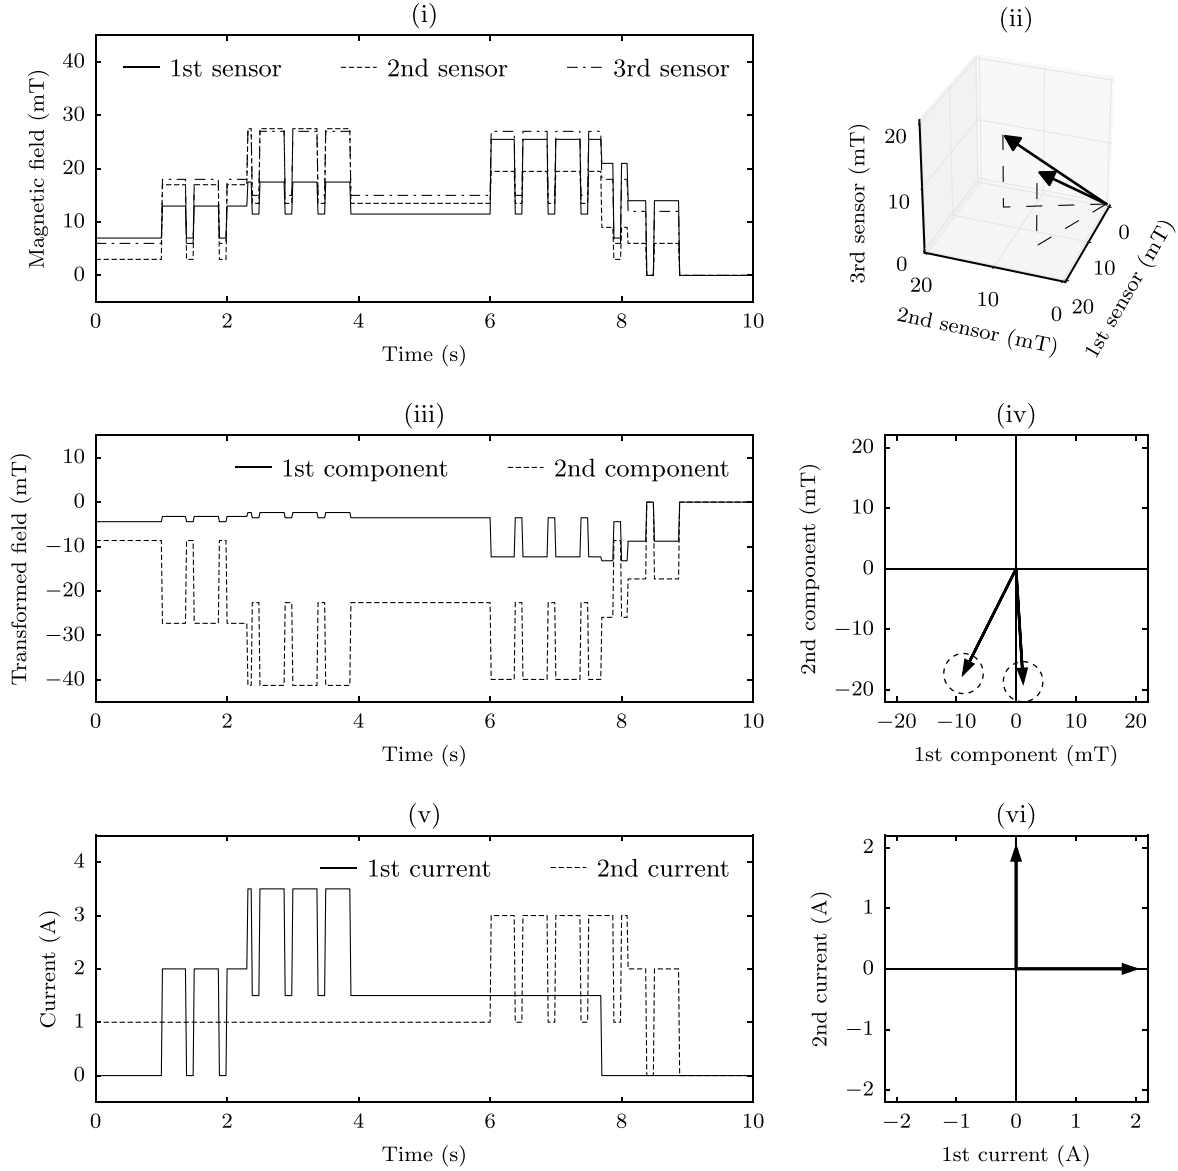 (i)
1st sensor 2nd sensor 3rd sensor
Magnetic field (mT)
40
30
20
10
0
0 2 4 6 8 10
Time (s)
(ii)
3rd sensor (mT)
20
10
0
20 10 0
2nd sensor (mT)
0
10
20
1st sensor (mT)
(iii)
1st component 2nd component
Transformed field (mT)
10
0
−10
−20
−30
−40
0 2 4 6 8 10
Time (s)
(iv)
2nd component (mT)
20
10
0
−10
−20
−20 −10 0 10 20
1st component (mT)
(v)
1st current 2nd current
Current (A)
4
3
2
1
0
0 2 4 6 8 10
Time (s)
(vi)
2nd current (A)
2
1
0
−1
−2
−2 −1 0 1 2
1st current (A)